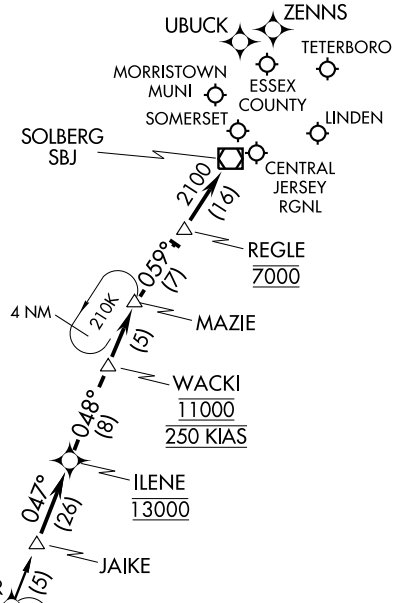 ZENNS
UBUCK
TETERBORO
MORRISTOWN
MUNI
ESSEX
COUNTY
SOMERSET
LINDEN
SOLBERG
SBJ
CENTRAL
JERSEY
RGNL
2100
(16)
REGLE
7000
059°
(7)
210K
4 NM
MAZIE
(5)
WACKI
11000
250 KIAS
048°
(8)
ILENE
13000
047°
(26)
JAIKE
(5)